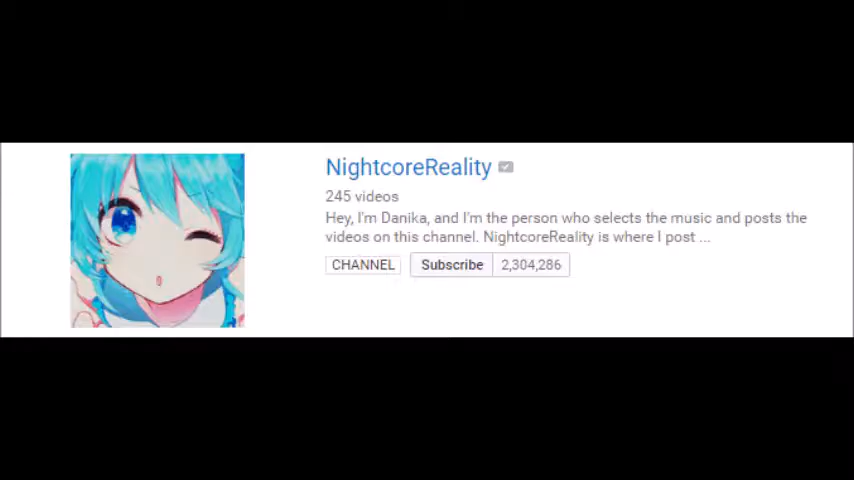 NightcoreReality
245 videos
Hey, I'm Danika, and I'm the person who selects the music and posts the
videos on this channel. NightcoreReality is where I post ...
CHANNEL Subscribe 2,304,286